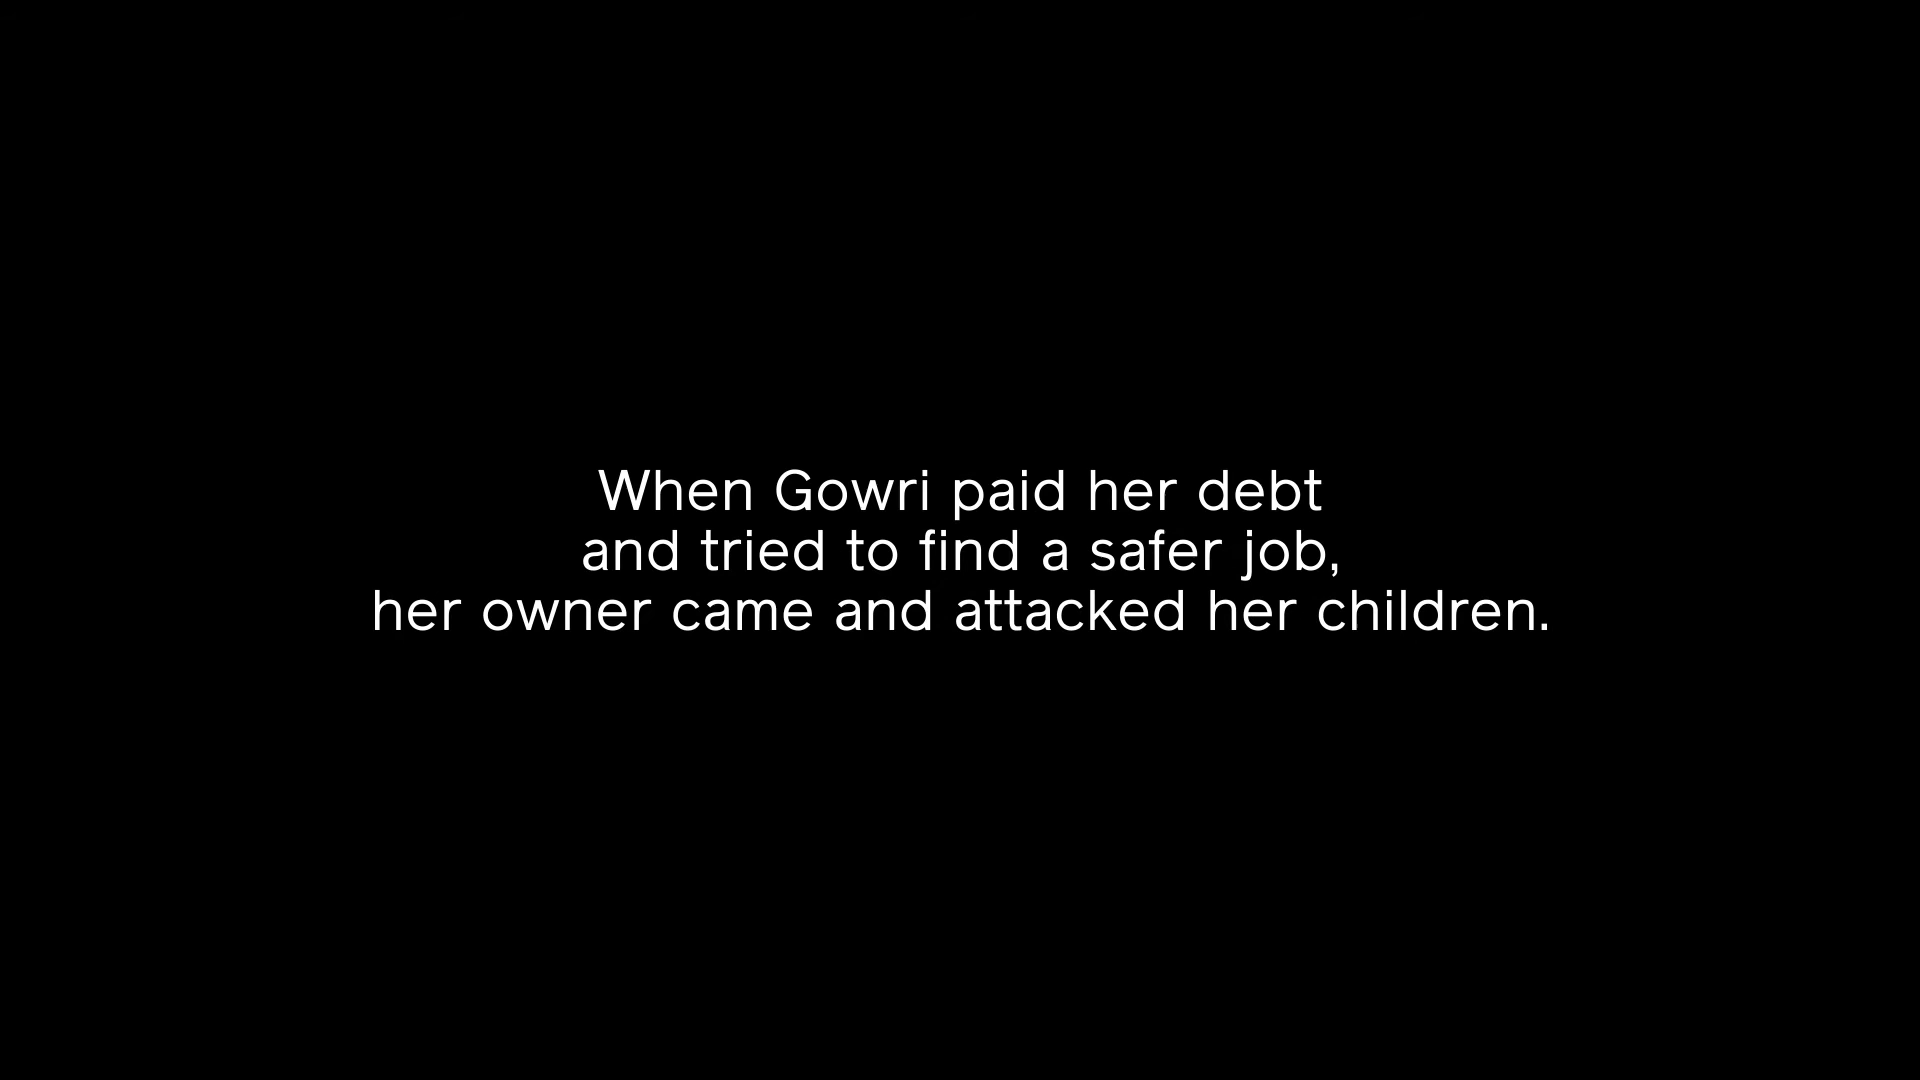 When Gowri paid her debt
and tried to find a safer job,
her owner came and attacked her children.